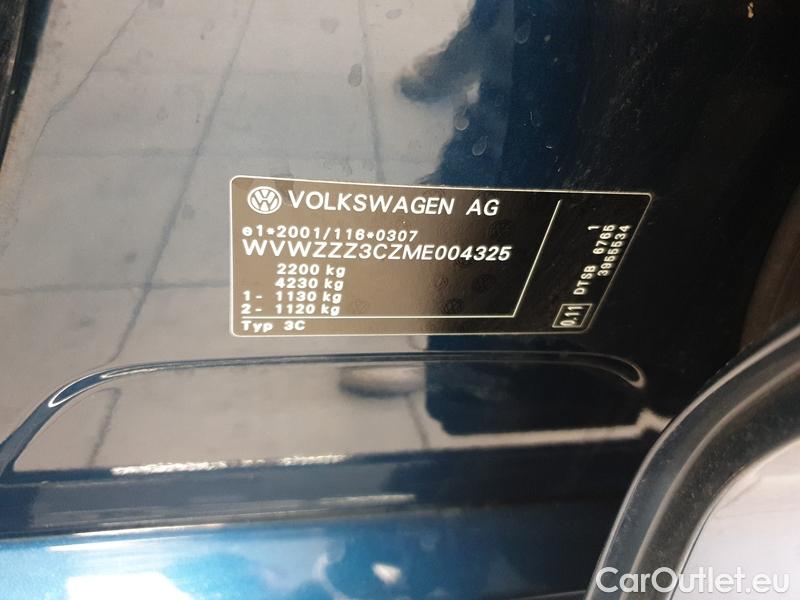 VOLKSWAGEN AG
e1*2001/116*0307
WVWZZZ3CZME004325
2200 kg
4230 kg
1- 1130 kg
2- 1120 kg
Typ 3C
0.11 DTSB 6765 1
3955534
CarOutlet.eu